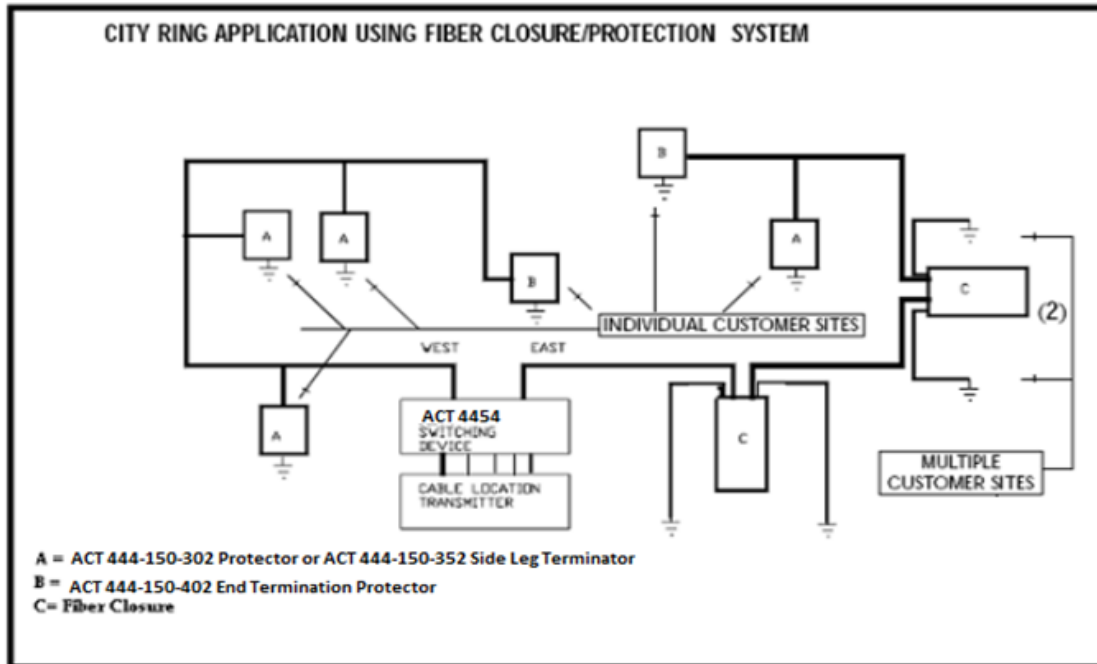 CITY RING APPLICATION USING FIBER CLOSURE/PROTECTION SYSTEM
B
A
A
A
B
C
(2)
INDIVIDUAL CUSTOMER SITES
WEST
EAST
A
ACT 4454
SWITCHING
DEVICE
C
CABLE LOCATION
TRANSMITTER
MULTIPLE
CUSTOMER SITES
A = ACT 444-150-302 Protector or ACT 444-150-352 Side Leg Terminator
B = ACT 444-150-402 End Termination Protector
C= Fiber Closure